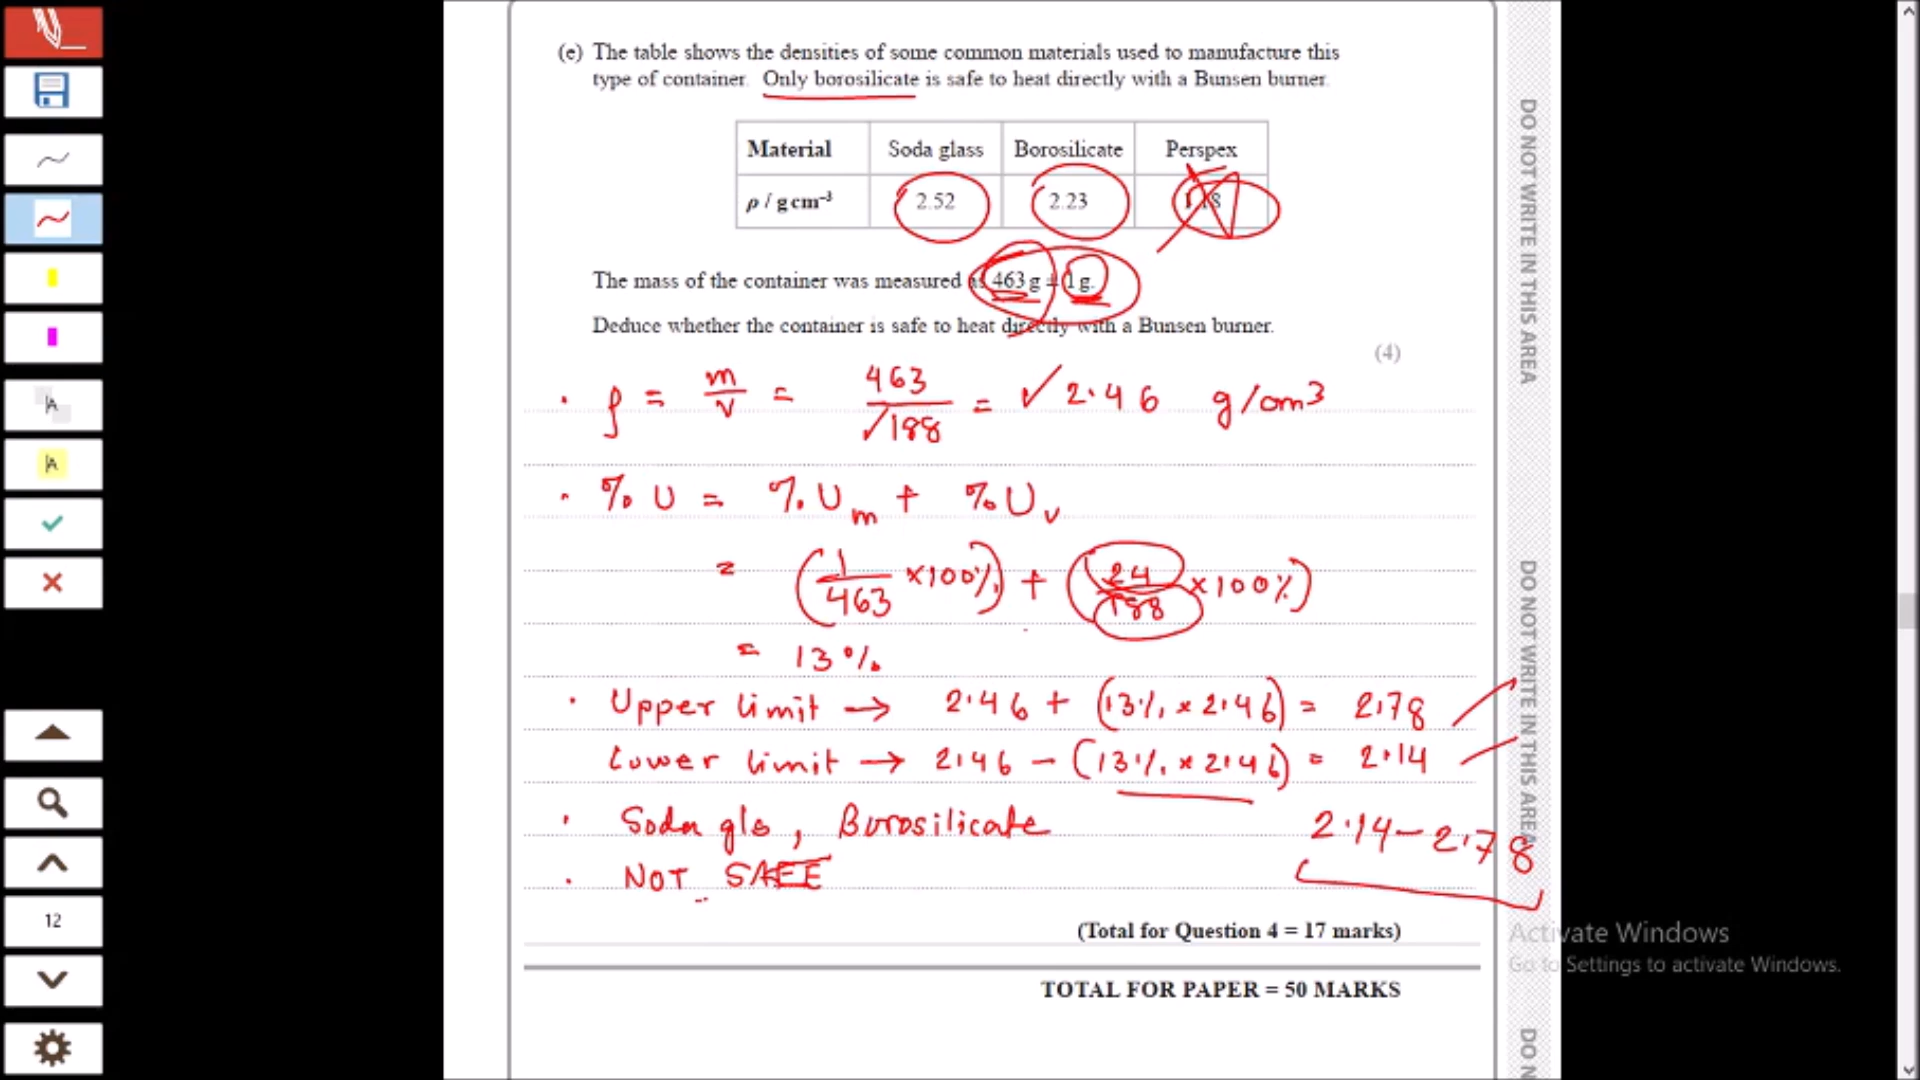 (e) The table shows the densities of some common materials used to manufacture this
type of container. Only borosilicate is safe to heat directly with a Bunsen burner.
Material Soda glass Borosilicate Perspex
ρ / g cm⁻³ 2.52 2.23 1.18
The mass of the container was measured as 463 g ± 1 g.
Deduce whether the container is safe to heat directly with a Bunsen burner.
(4)
· ρ = m/v = 463/√188 = √2.46 g/cm3
· % U = % U m + % U v
= (1/463 × 100%) + (24/188 × 100%)
= 13%
· Upper limit → 2.46 + (13% × 2.46) = 2.78
Lower limit → 2.46 − (13% × 2.46) = 2.14
· Soda gls, Borosilicate
2.14 − 2.78
· NOT SAFE
(Total for Question 4 = 17 marks)
TOTAL FOR PAPER = 50 MARKS
DO NOT WRITE IN THIS AREA
DO NOT WRITE IN THIS AREA
DO N
12
Activate Windows
Go to Settings to activate Windows.